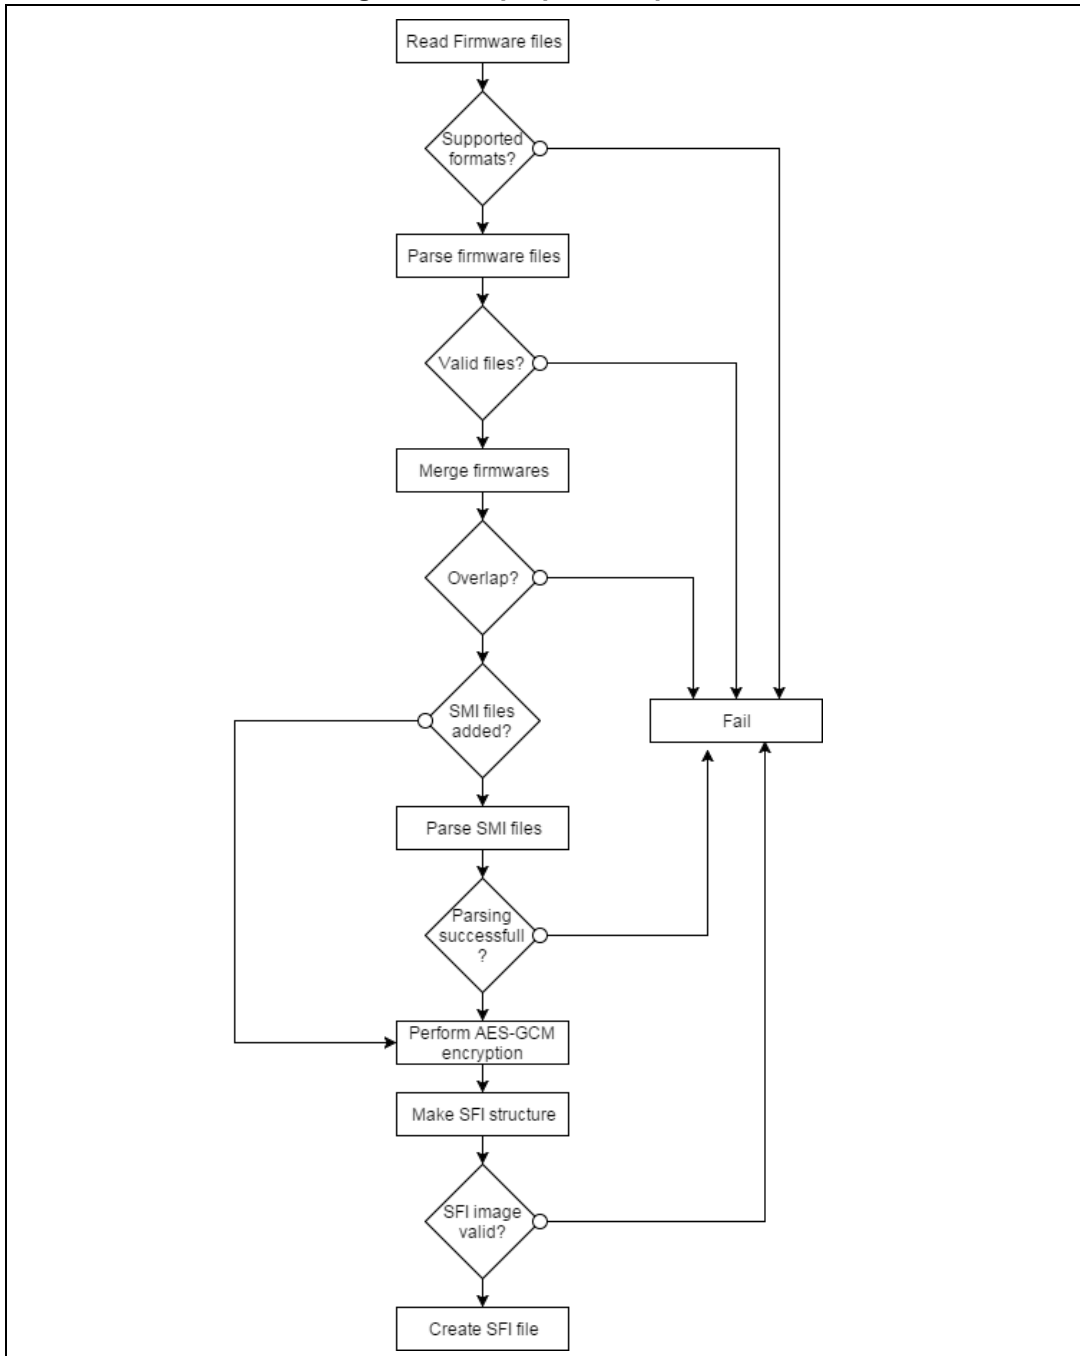 Read Firmware files
Supported
formats?
Parse firmware files
Valid files?
Merge firmwares
Overlap?
SMI files
added?
Fail
Parse SMI files
Parsing
successfull
?
Perform AES-GCM
encryption
Make SFI structure
SFI image
valid?
Create SFI file